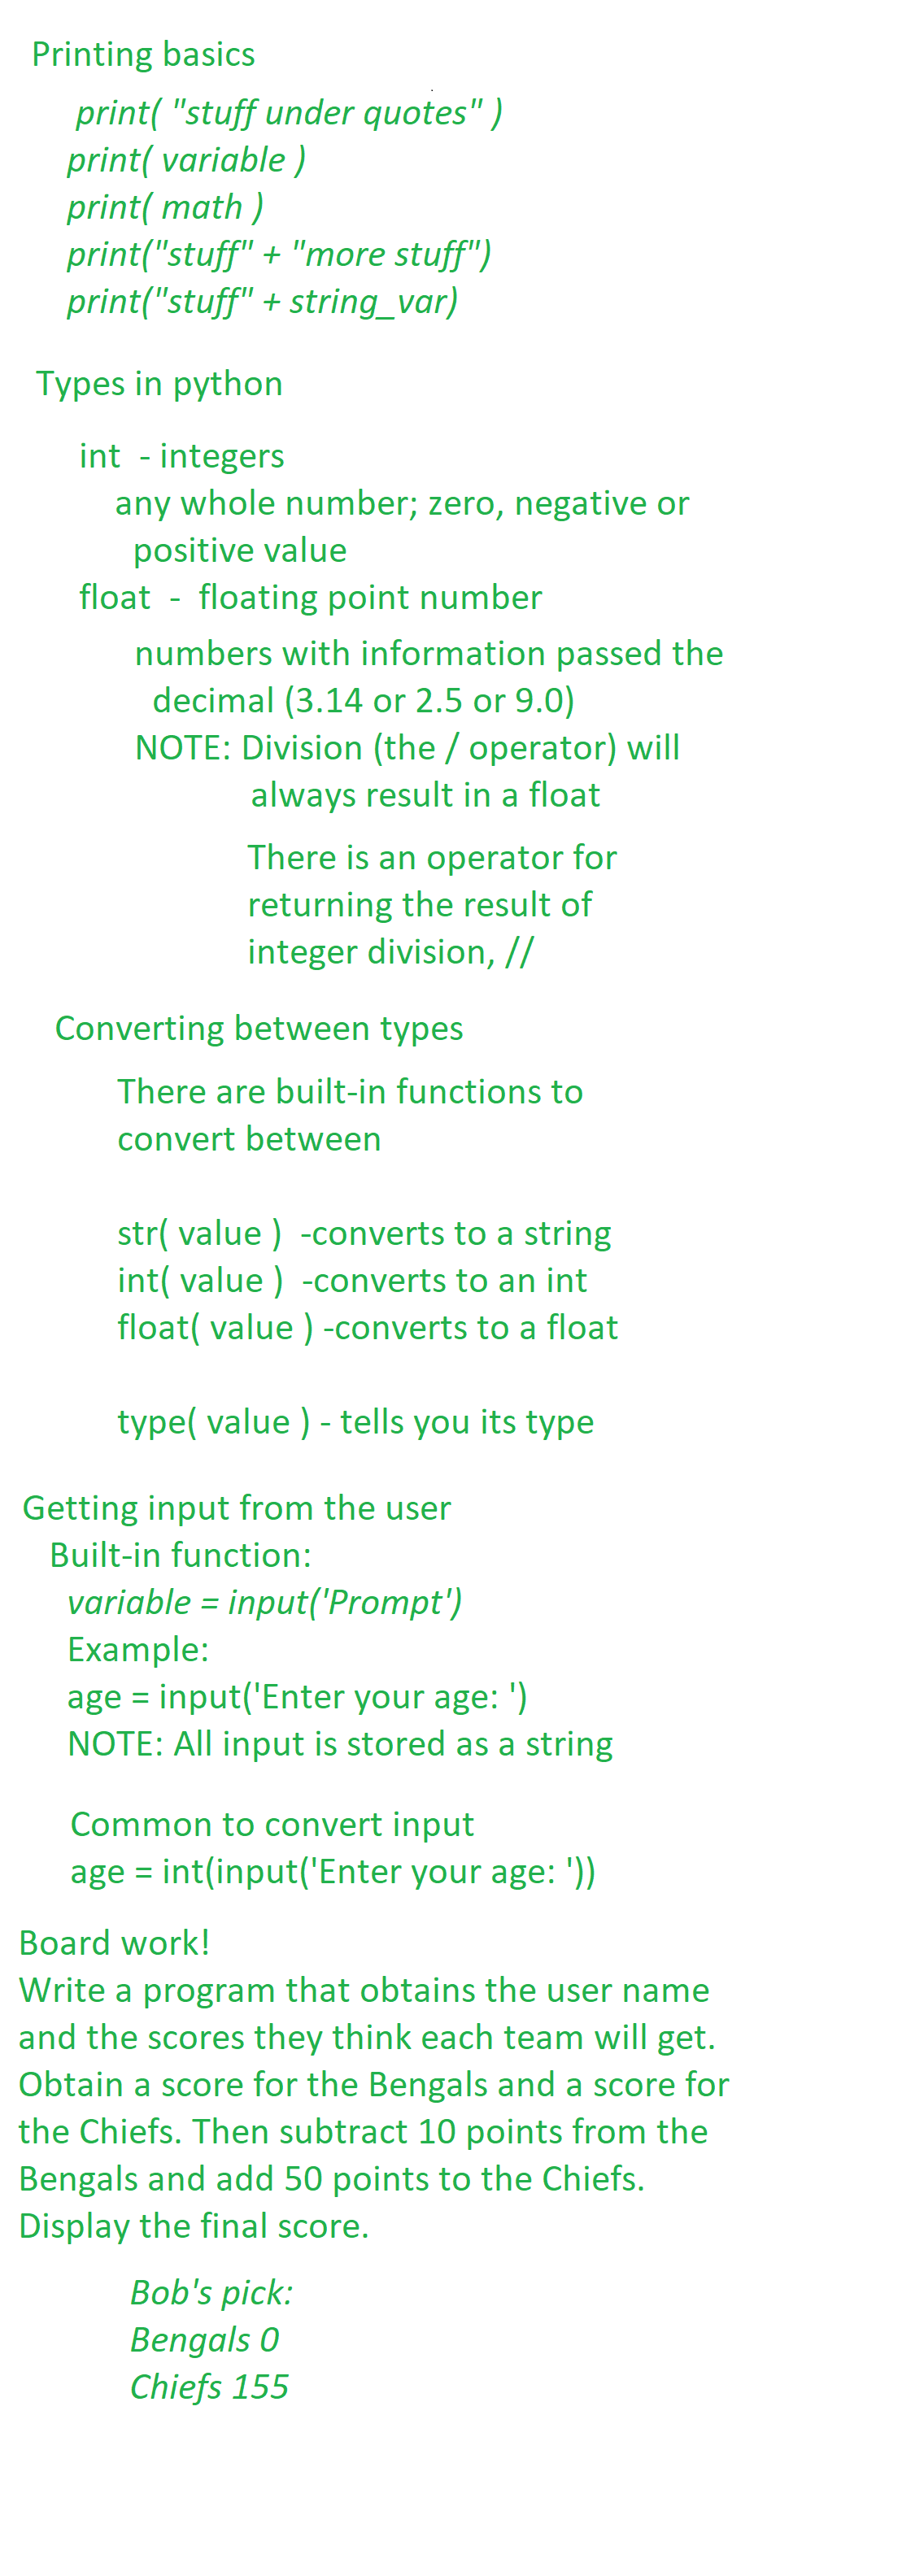 Printing basics
print( "stuff under quotes" )
print( variable )
print( math )
print("stuff" + "more stuff")
print("stuff" + string_var)
Types in python
int  - integers
any whole number; zero, negative or
positive value
float  -  floating point number
numbers with information passed the
decimal (3.14 or 2.5 or 9.0)
NOTE: Division (the / operator) will
always result in a float
There is an operator for
returning the result of
integer division, //
Converting between types
There are built-in functions to
convert between
str( value )  -converts to a string
int( value )  -converts to an int
float( value ) -converts to a float
type( value ) - tells you its type
Getting input from the user
Built-in function:
variable = input('Prompt')
Example:
age = input('Enter your age: ')
NOTE: All input is stored as a string
Common to convert input
age = int(input('Enter your age: '))
Board work!
Write a program that obtains the user name
and the scores they think each team will get.
Obtain a score for the Bengals and a score for
the Chiefs. Then subtract 10 points from the
Bengals and add 50 points to the Chiefs.
Display the final score.
Bob's pick:
Bengals 0
Chiefs 155